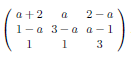 ( a + 2 a 2 − a
1 − a 3 − a a − 1
1 1 3 )